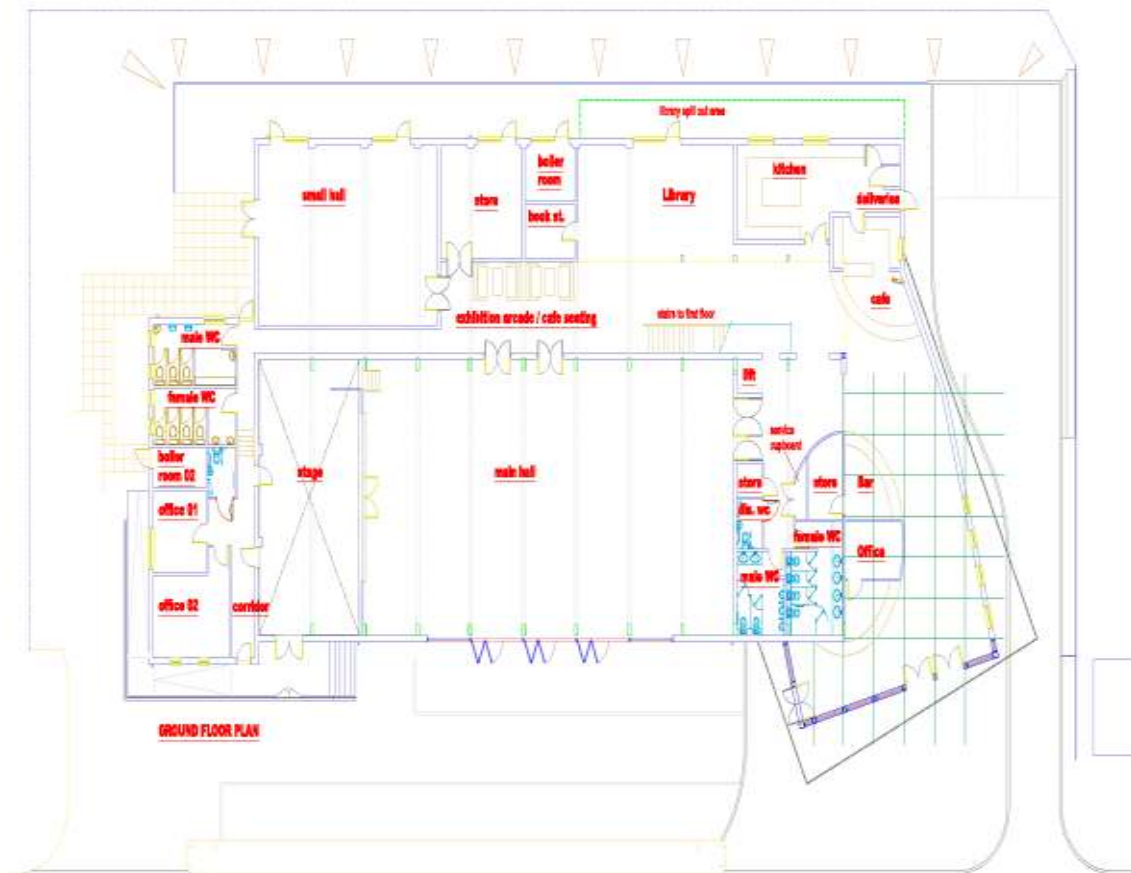 library spill out area
small hall
store
boiler
room
book st.
Library
kitchen
deliveries
cafe
exhibition arcade / cafe seating
stairs to first floor
male WC
female WC
boiler
room 02
office 01
office 02
corridor
stage
main hall
lift
service
cupboard
store
store
dis. wc
female WC
male WC
Bar
Office
GROUND FLOOR PLAN